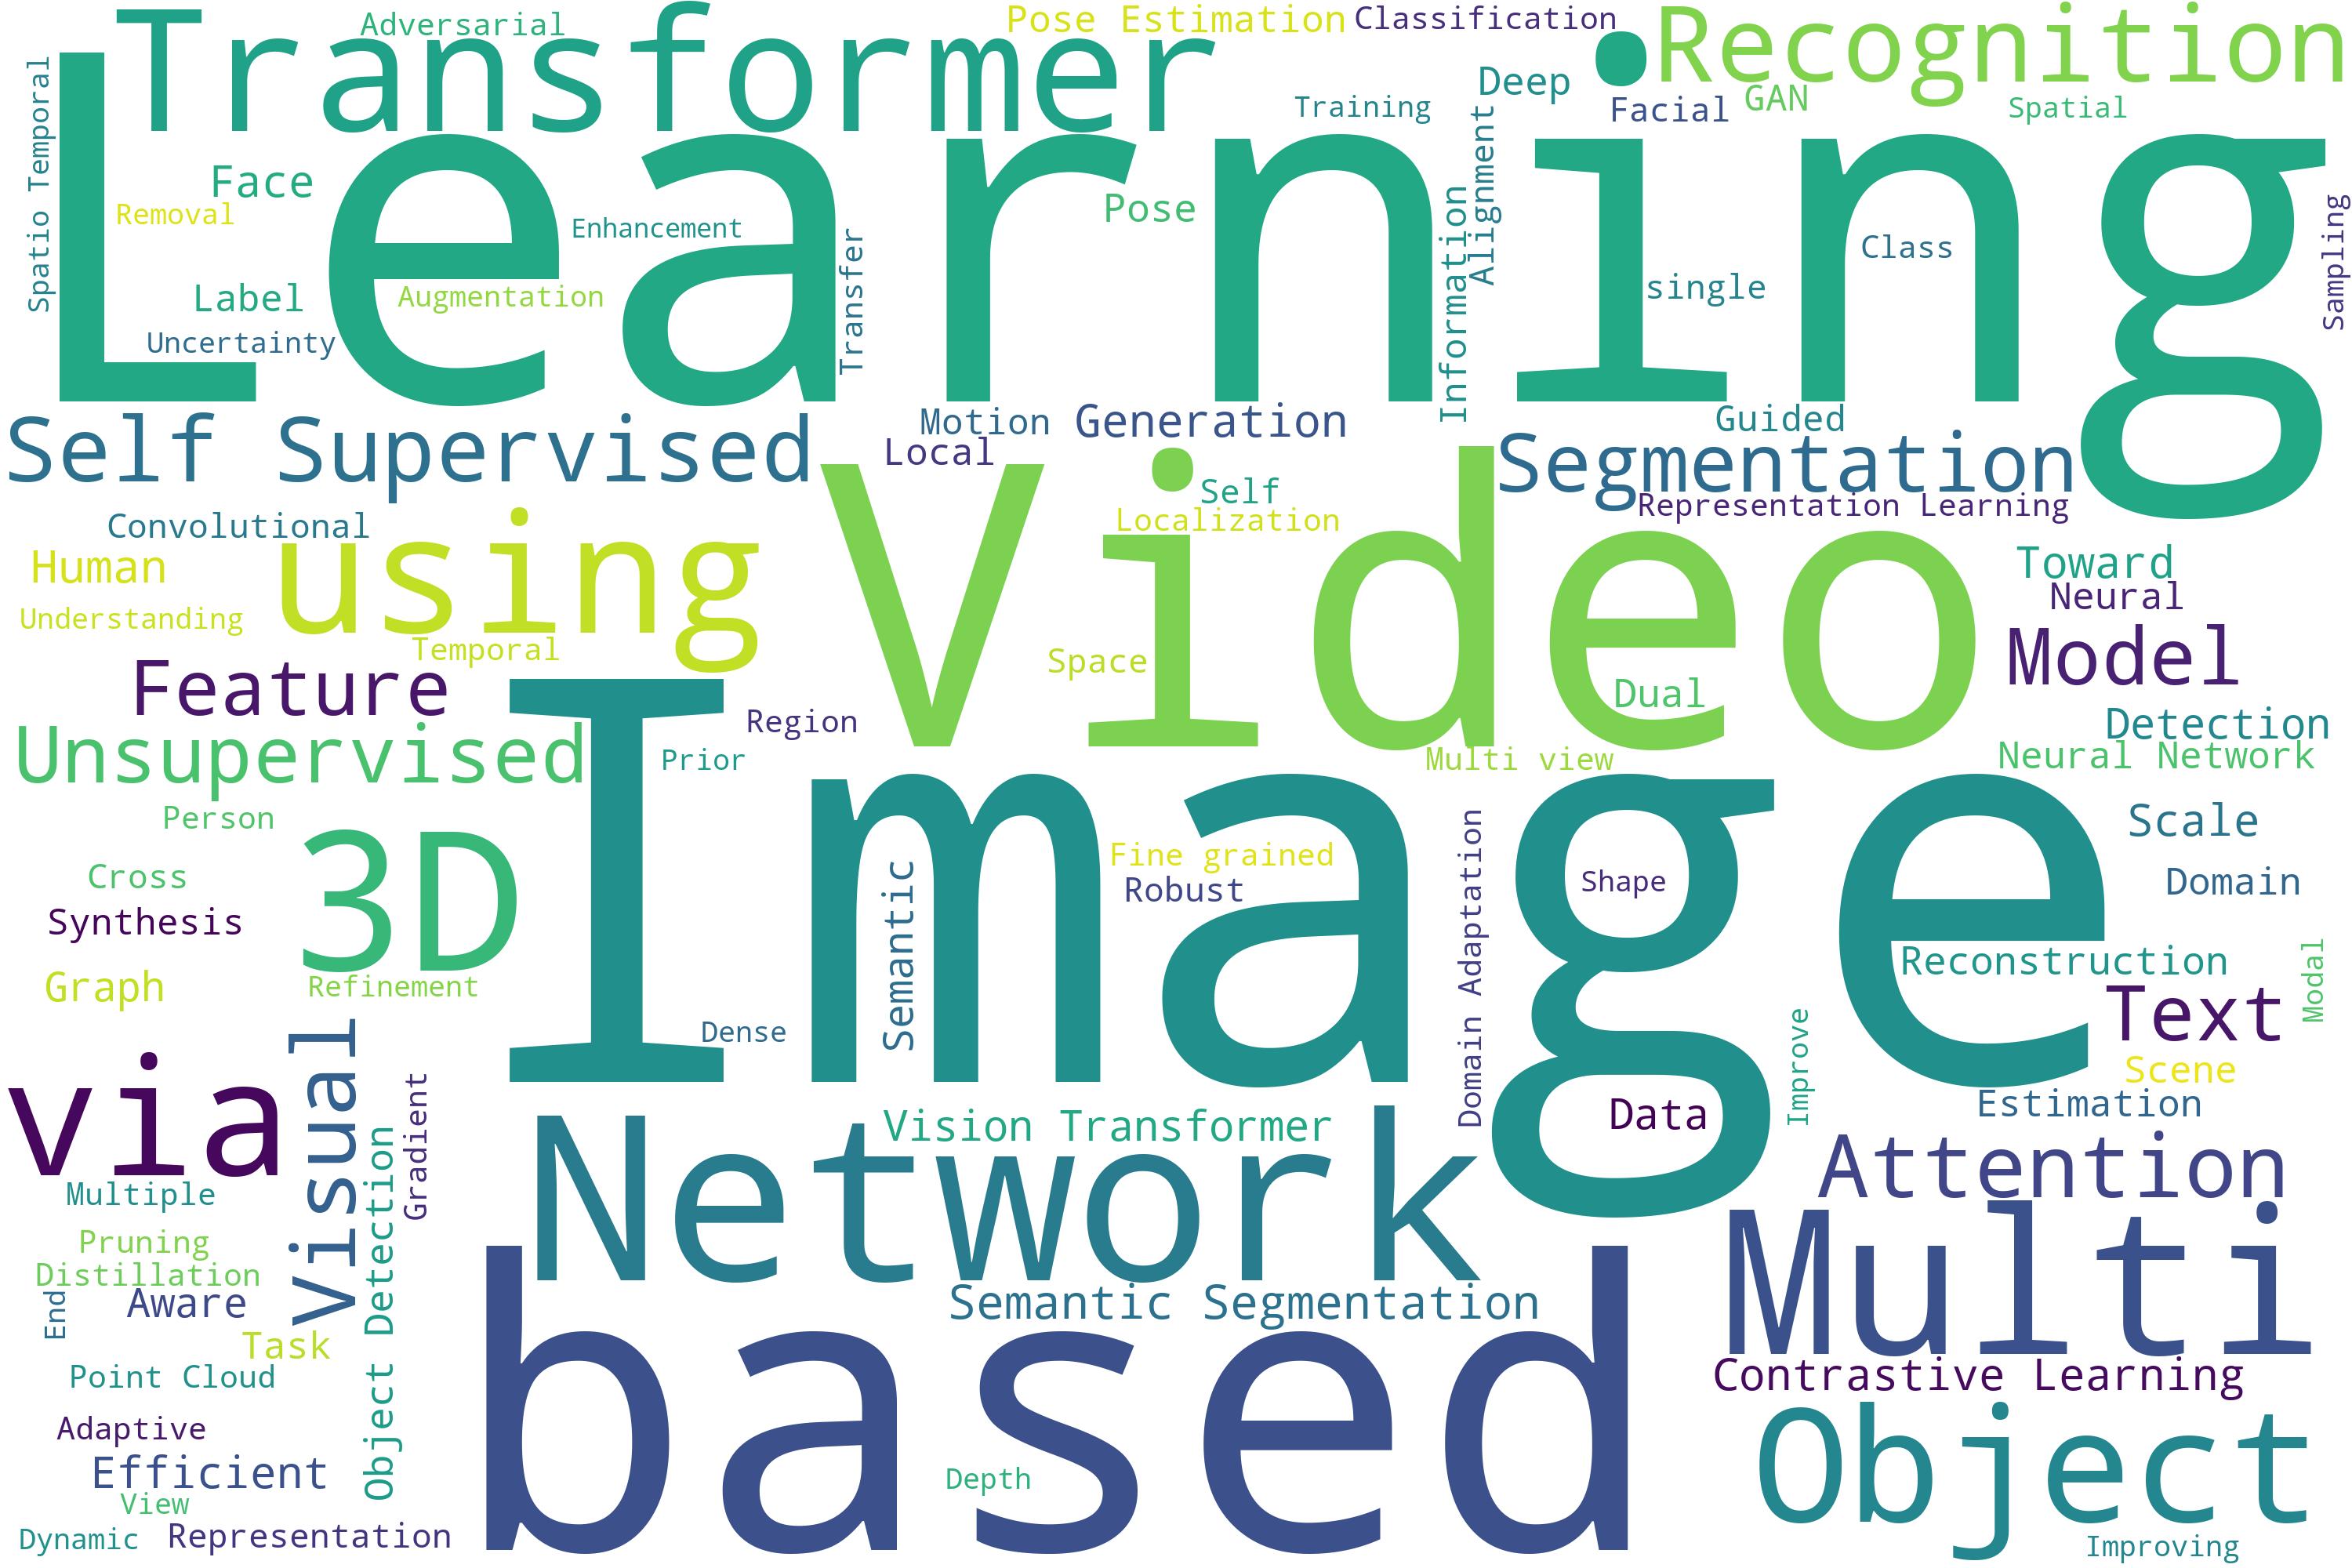 Adversarial
Pose Estimation
Classification
Transformer
Recognition
Deep
Training
Facial
GAN
Spatial
Spatio Temporal
Learning
Face
Removal
Enhancement
Pose
Information
Alignment
Class
Sampling
Label
Augmentation
Transfer
single
Uncertainty
Self Supervised
Motion
Generation
Local
Guided
Segmentation
Self
Representation Learning
Convolutional
Localization
Video
Human
using
Toward
Neural
Understanding
Temporal
Space
Model
Feature
Dual
Region
Detection
Unsupervised
Prior
Multi view
Neural Network
Image
Person
3D
Scale
Cross
Fine grained
Domain Adaptation
Shape
Domain
Synthesis
Semantic
Robust
Reconstruction
Modal
Graph
Refinement
Text
Dense
Improve
Scene
via
Visual
Gradient
Vision Transformer
Data
Estimation
Network
Attention
Multiple
Object Detection
Multi
Pruning
Distillation
End
Aware
Semantic Segmentation
Task
based
Point Cloud
Contrastive Learning
Adaptive
Object
Efficient
Depth
View
Dynamic
Representation
Improving